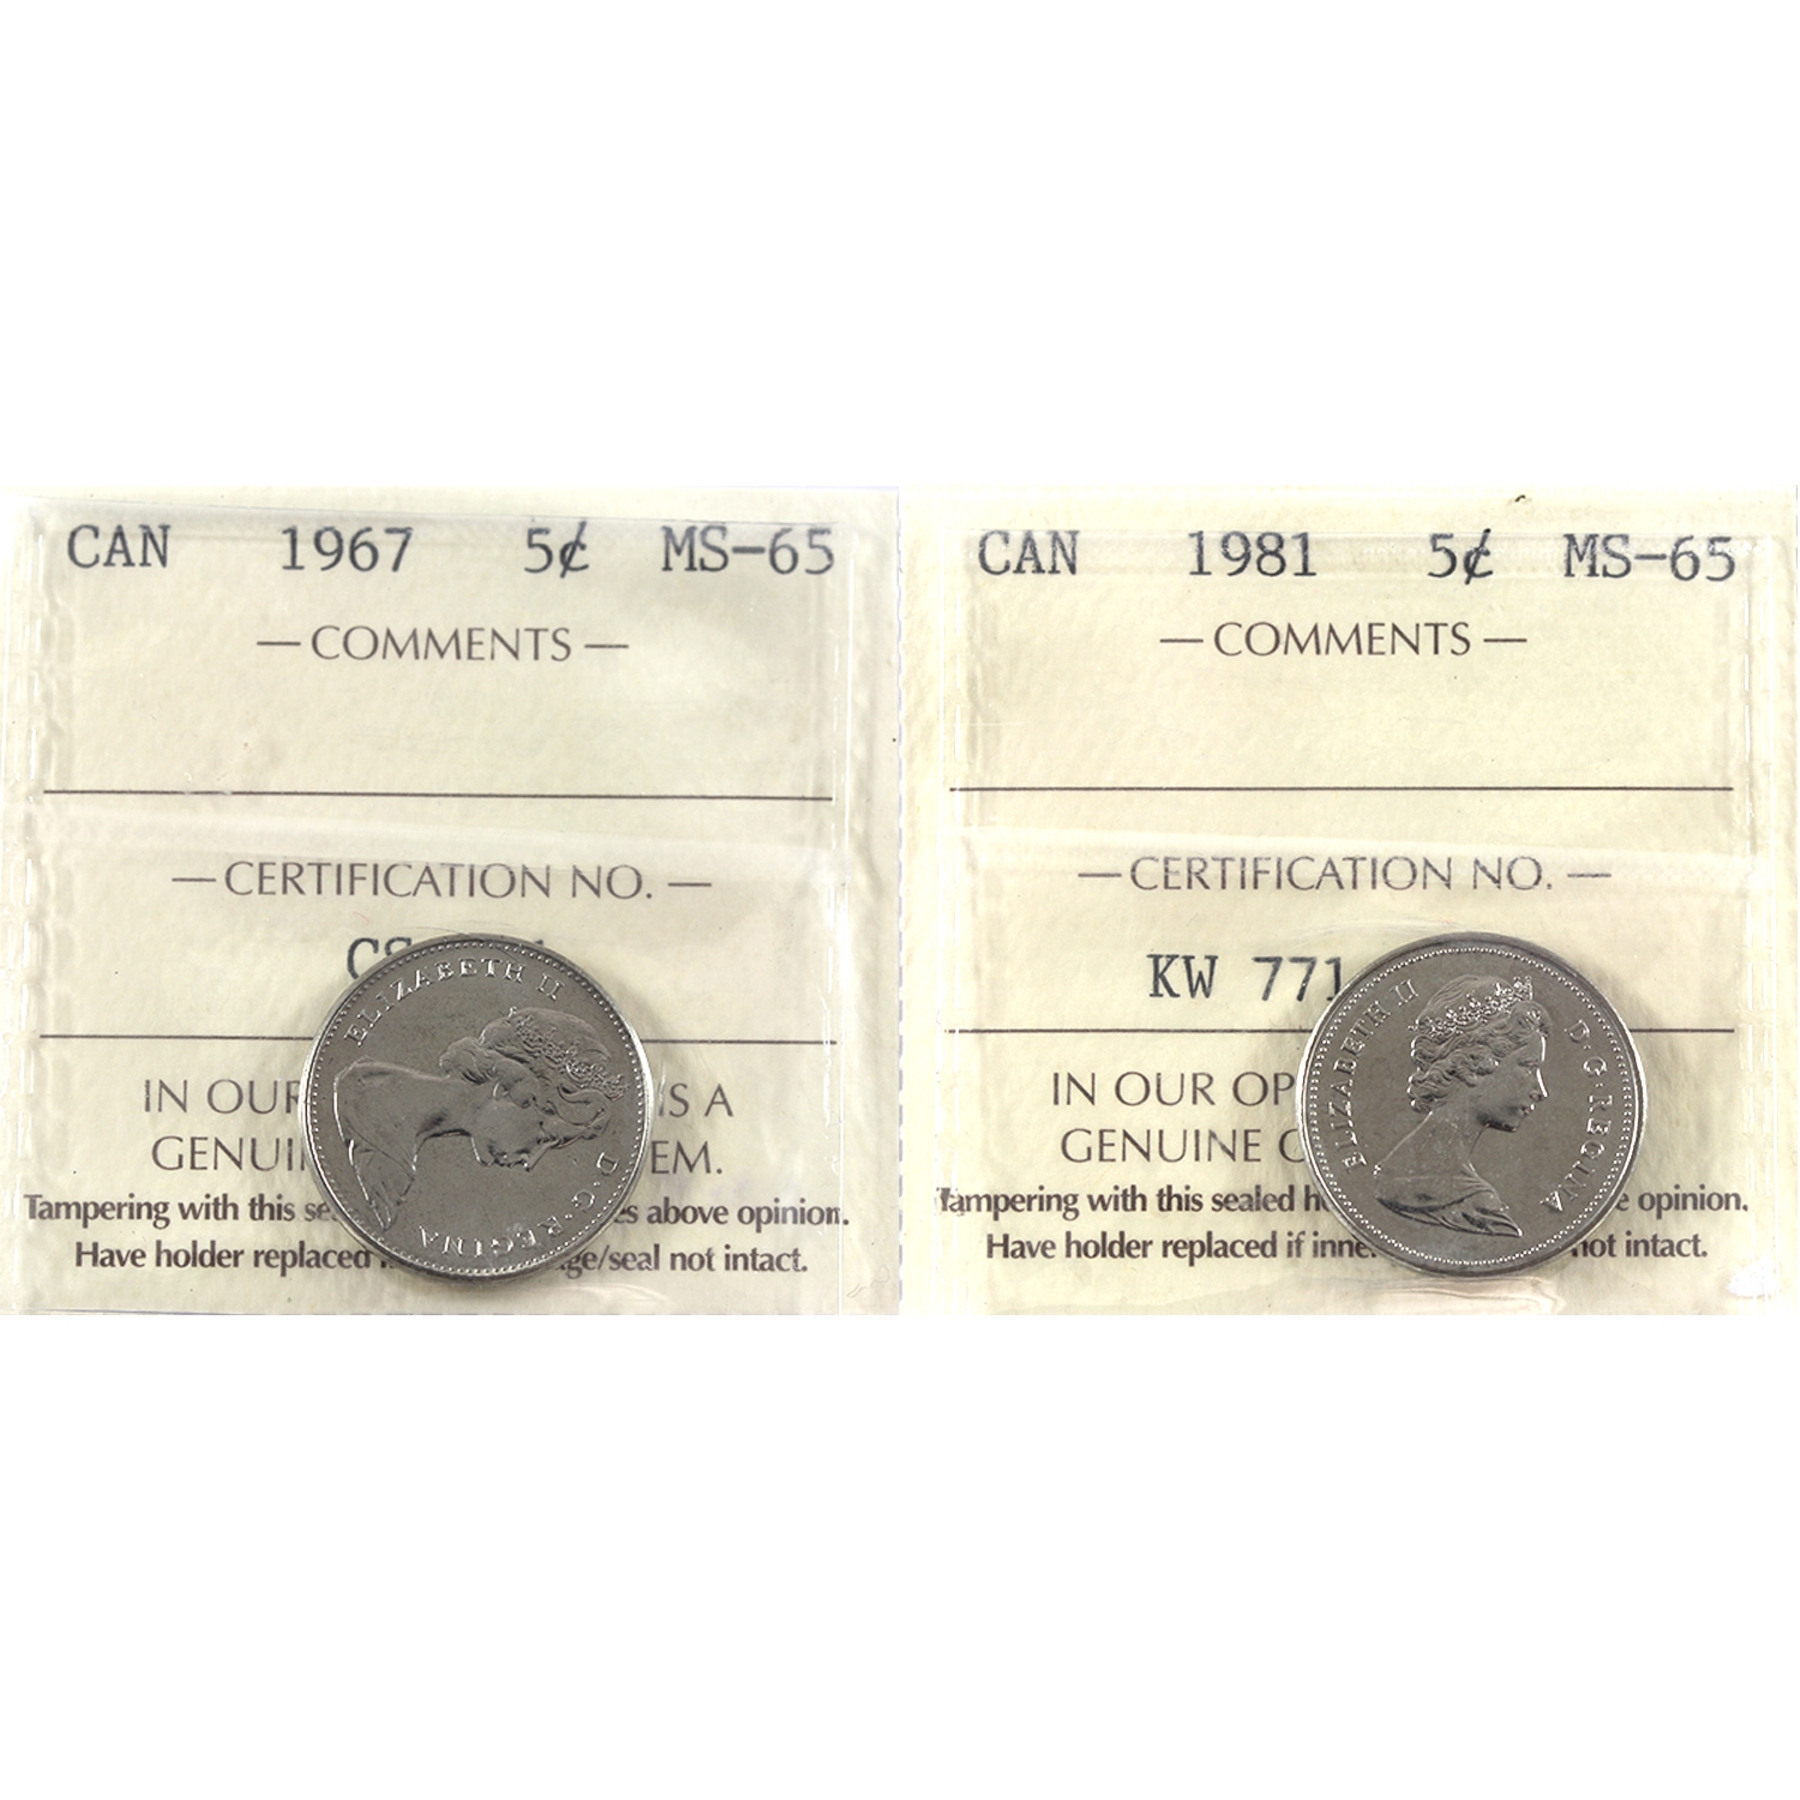 CAN 1967 5¢ MS-65
— COMMENTS —
— CERTIFICATION NO. —
CS
IN OUR IS A
GENUI EM.
Tampering with this se es above opinion.
Have holder replaced ge/seal not intact.
ELIZABETH II D·G·REGINA
CAN 1981 5¢ MS-65
— COMMENTS —
— CERTIFICATION NO. —
KW 771
IN OUR OP
GENUINE C
Tampering with this sealed h e opinion.
Have holder replaced if inne not intact.
ELIZABETH II D·G·REGINA